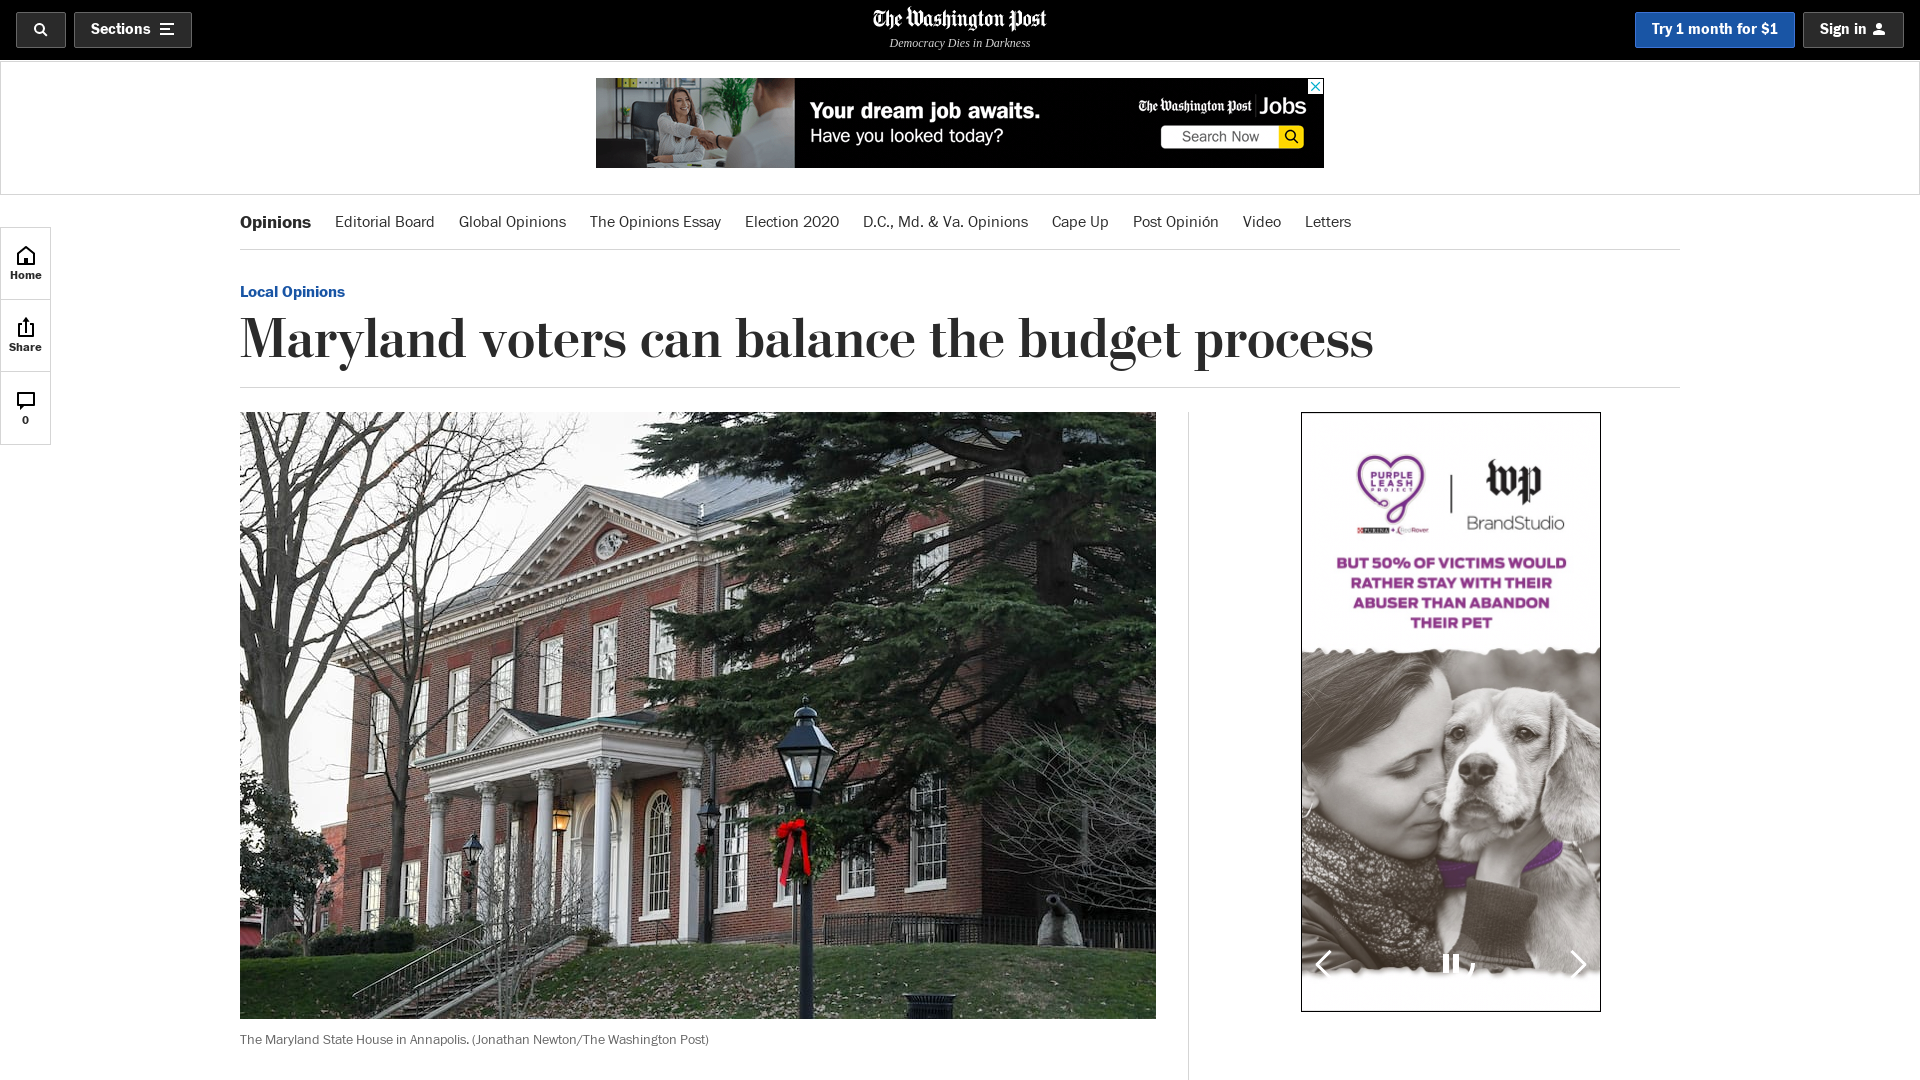 Sections
The Washington Post
Democracy Dies in Darkness
Try 1 month for $1
Sign in
Your dream job awaits.
Have you looked today?
The Washington Post Jobs
Search Now
Opinions Editorial Board Global Opinions The Opinions Essay Election 2020 D.C., Md. & Va. Opinions Cape Up Post Opinión Video Letters
Home
Share
0
Local Opinions
Maryland voters can balance the budget process
PURPLE
LEASH
PROJECT
PURINA + RedRover
wp
BrandStudio
BUT 50% OF VICTIMS WOULD
RATHER STAY WITH THEIR
ABUSER THAN ABANDON
THEIR PET
The Maryland State House in Annapolis. (Jonathan Newton/The Washington Post)